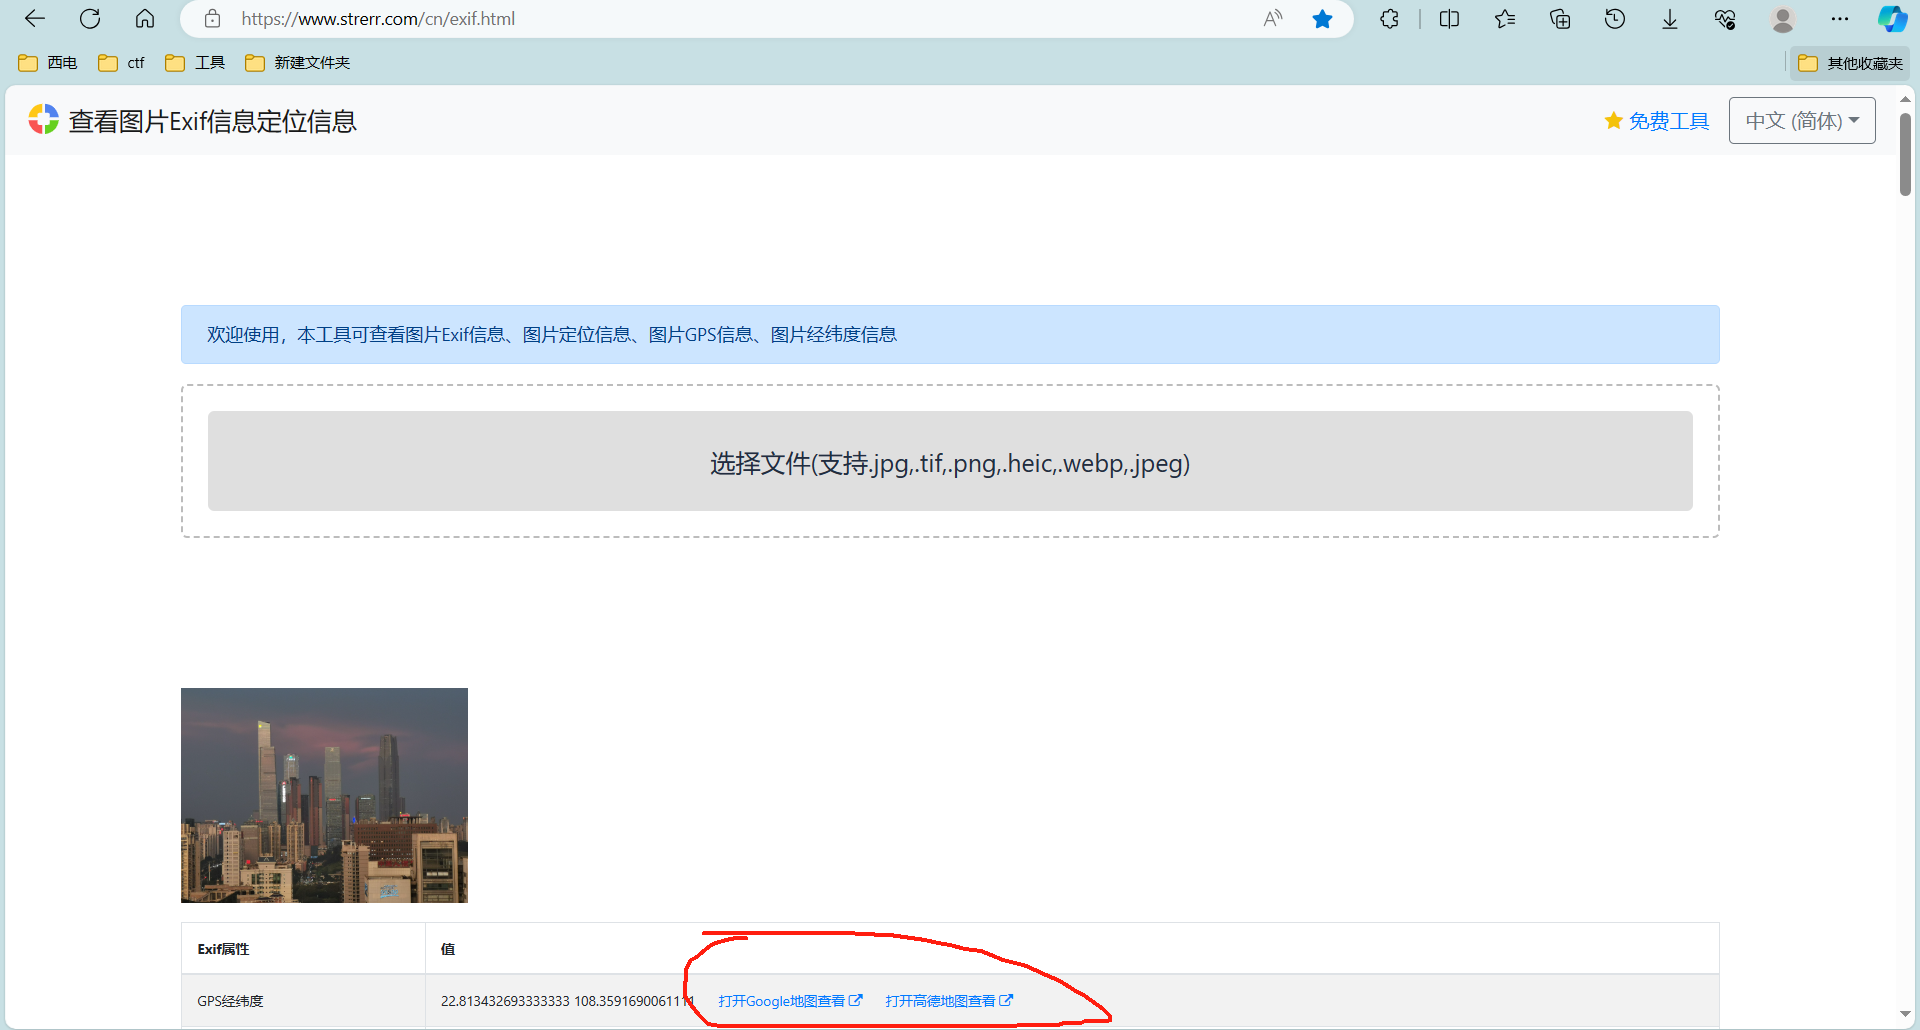 https://www.strerr.com/cn/exif.html
西电 ctf 工具 新建文件夹 其他收藏夹
查看图片Exif信息定位信息 免费工具 中文 (简体)
欢迎使用，本工具可查看图片Exif信息、图片定位信息、图片GPS信息、图片经纬度信息
选择文件(支持.jpg,.tif,.png,.heic,.webp,.jpeg)
Exif属性 值
GPS经纬度 22.813432693333333 108.3591690061111 打开Google地图查看 打开高德地图查看